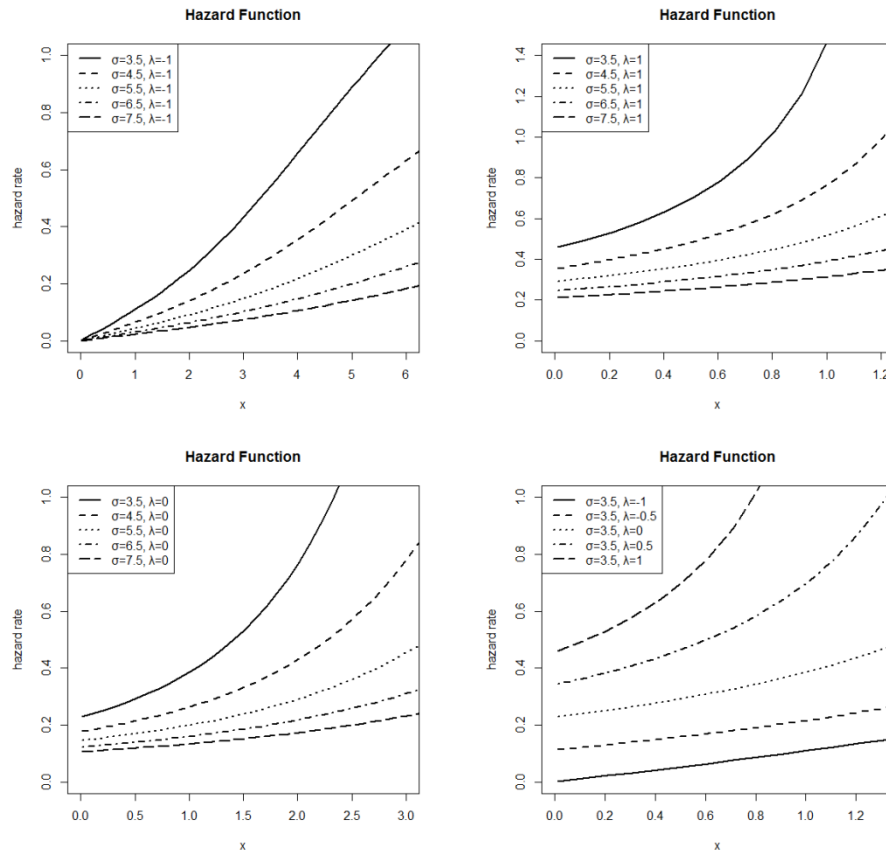 Hazard Function
hazard rate
1.0
0.8
0.6
0.4
0.2
0.0
σ=3.5, λ=-1
σ=4.5, λ=-1
σ=5.5, λ=-1
σ=6.5, λ=-1
σ=7.5, λ=-1
0 1 2 3 4 5 6
x
Hazard Function
hazard rate
1.4
1.2
1.0
0.8
0.6
0.4
0.2
0.0
σ=3.5, λ=1
σ=4.5, λ=1
σ=5.5, λ=1
σ=6.5, λ=1
σ=7.5, λ=1
0.0 0.2 0.4 0.6 0.8 1.0 1.2
x
Hazard Function
hazard rate
1.0
0.8
0.6
0.4
0.2
0.0
σ=3.5, λ=0
σ=4.5, λ=0
σ=5.5, λ=0
σ=6.5, λ=0
σ=7.5, λ=0
0.0 0.5 1.0 1.5 2.0 2.5 3.0
x
Hazard Function
hazard rate
1.0
0.8
0.6
0.4
0.2
0.0
σ=3.5, λ=-1
σ=3.5, λ=-0.5
σ=3.5, λ=0
σ=3.5, λ=0.5
σ=3.5, λ=1
0.0 0.2 0.4 0.6 0.8 1.0 1.2
x